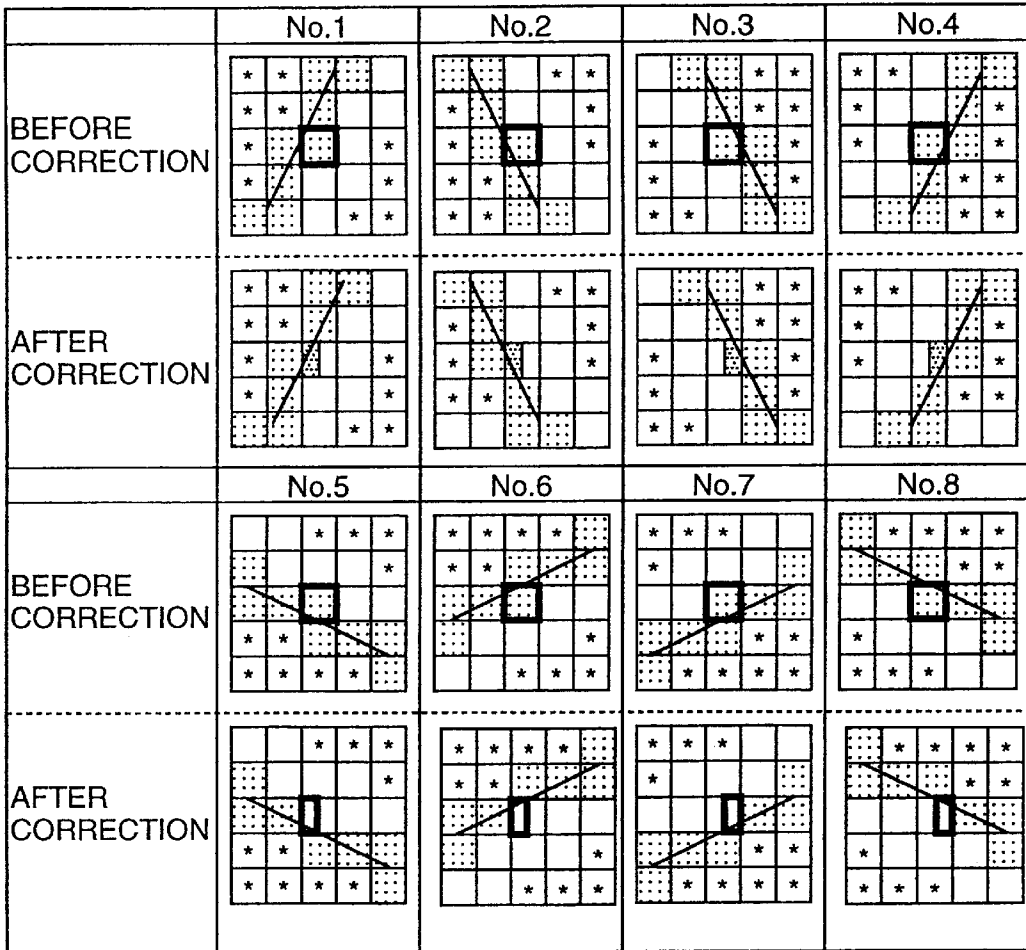 No.1 No.2 No.3 No.4
BEFORE
CORRECTION
AFTER
CORRECTION
No.5 No.6 No.7 No.8
BEFORE
CORRECTION
AFTER
CORRECTION